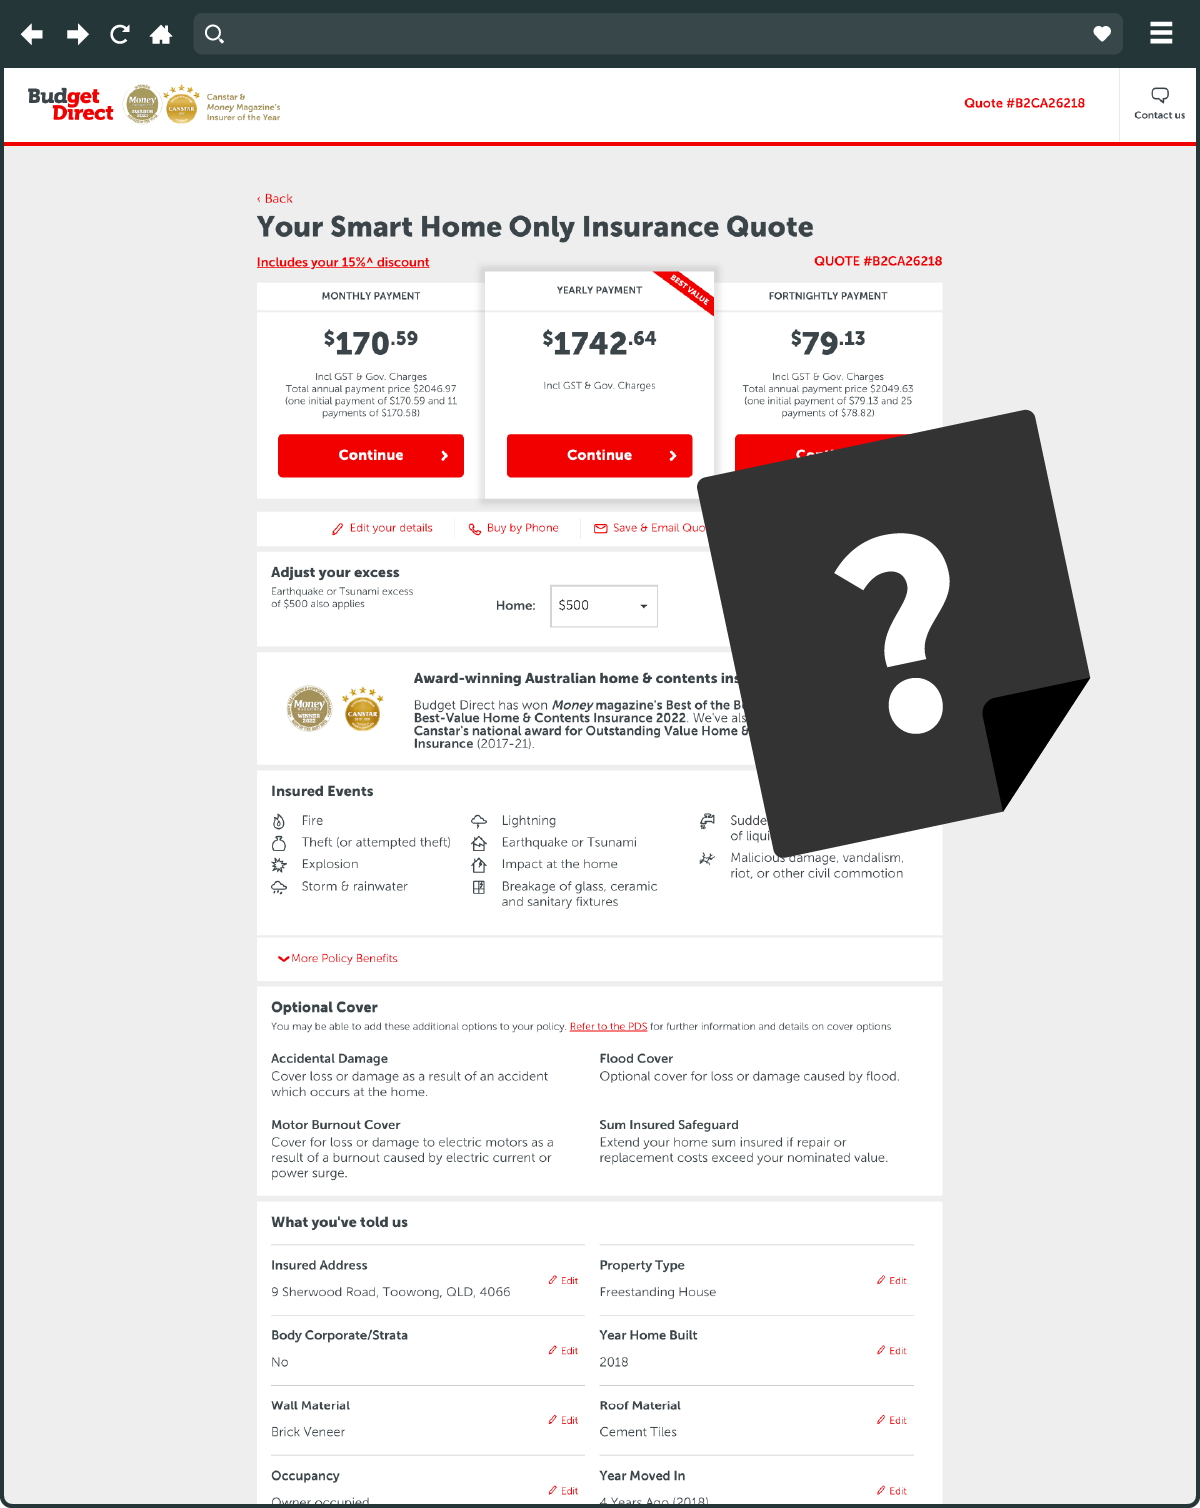 Budget
Direct
Money
CANSTAR
Canstar &
Money Magazine's
Insurer of the Year
Quote #B2CA26218
Contact us
‹ Back
Your Smart Home Only Insurance Quote
Includes your 15%^ discount
QUOTE #B2CA26218
MONTHLY PAYMENT
$170.59
Incl GST & Gov. Charges
Total annual payment price $2046.97
(one initial payment of $170.59 and 11
payments of $170.58)
Continue
YEARLY PAYMENT
BEST VALUE
$1742.64
Incl GST & Gov. Charges
Continue
FORTNIGHTLY PAYMENT
$79.13
Incl GST & Gov. Charges
Total annual payment price $2049.63
(one initial payment of $79.13 and 25
payments of $78.82)
Edit your details
Buy by Phone
Save & Email Quo
?
Adjust your excess
Earthquake or Tsunami excess
of $500 also applies
Home:
$500
Money
WINNER
2022
CANSTAR
Award-winning Australian home & contents ins
Budget Direct has won Money magazine's Best of the B
Best-Value Home & Contents Insurance 2022. We've als
Canstar's national award for Outstanding Value Home &
Insurance (2017-21).
Insured Events
Fire
Theft (or attempted theft)
Explosion
Storm & rainwater
Lightning
Earthquake or Tsunami
Impact at the home
Breakage of glass, ceramic
and sanitary fixtures
Sudde
of liqui
Malicious damage, vandalism,
riot, or other civil commotion
More Policy Benefits
Optional Cover
You may be able to add these additional options to your policy. Refer to the PDS for further information and details on cover options
Accidental Damage
Cover loss or damage as a result of an accident
which occurs at the home.
Flood Cover
Optional cover for loss or damage caused by flood.
Motor Burnout Cover
Cover for loss or damage to electric motors as a
result of a burnout caused by electric current or
power surge.
Sum Insured Safeguard
Extend your home sum insured if repair or
replacement costs exceed your nominated value.
What you've told us
Insured Address
9 Sherwood Road, Toowong, QLD, 4066
Edit
Property Type
Freestanding House
Edit
Body Corporate/Strata
No
Edit
Year Home Built
2018
Edit
Wall Material
Brick Veneer
Edit
Roof Material
Cement Tiles
Edit
Occupancy
Owner occupied
Edit
Year Moved In
4 Years Ago (2018)
Edit